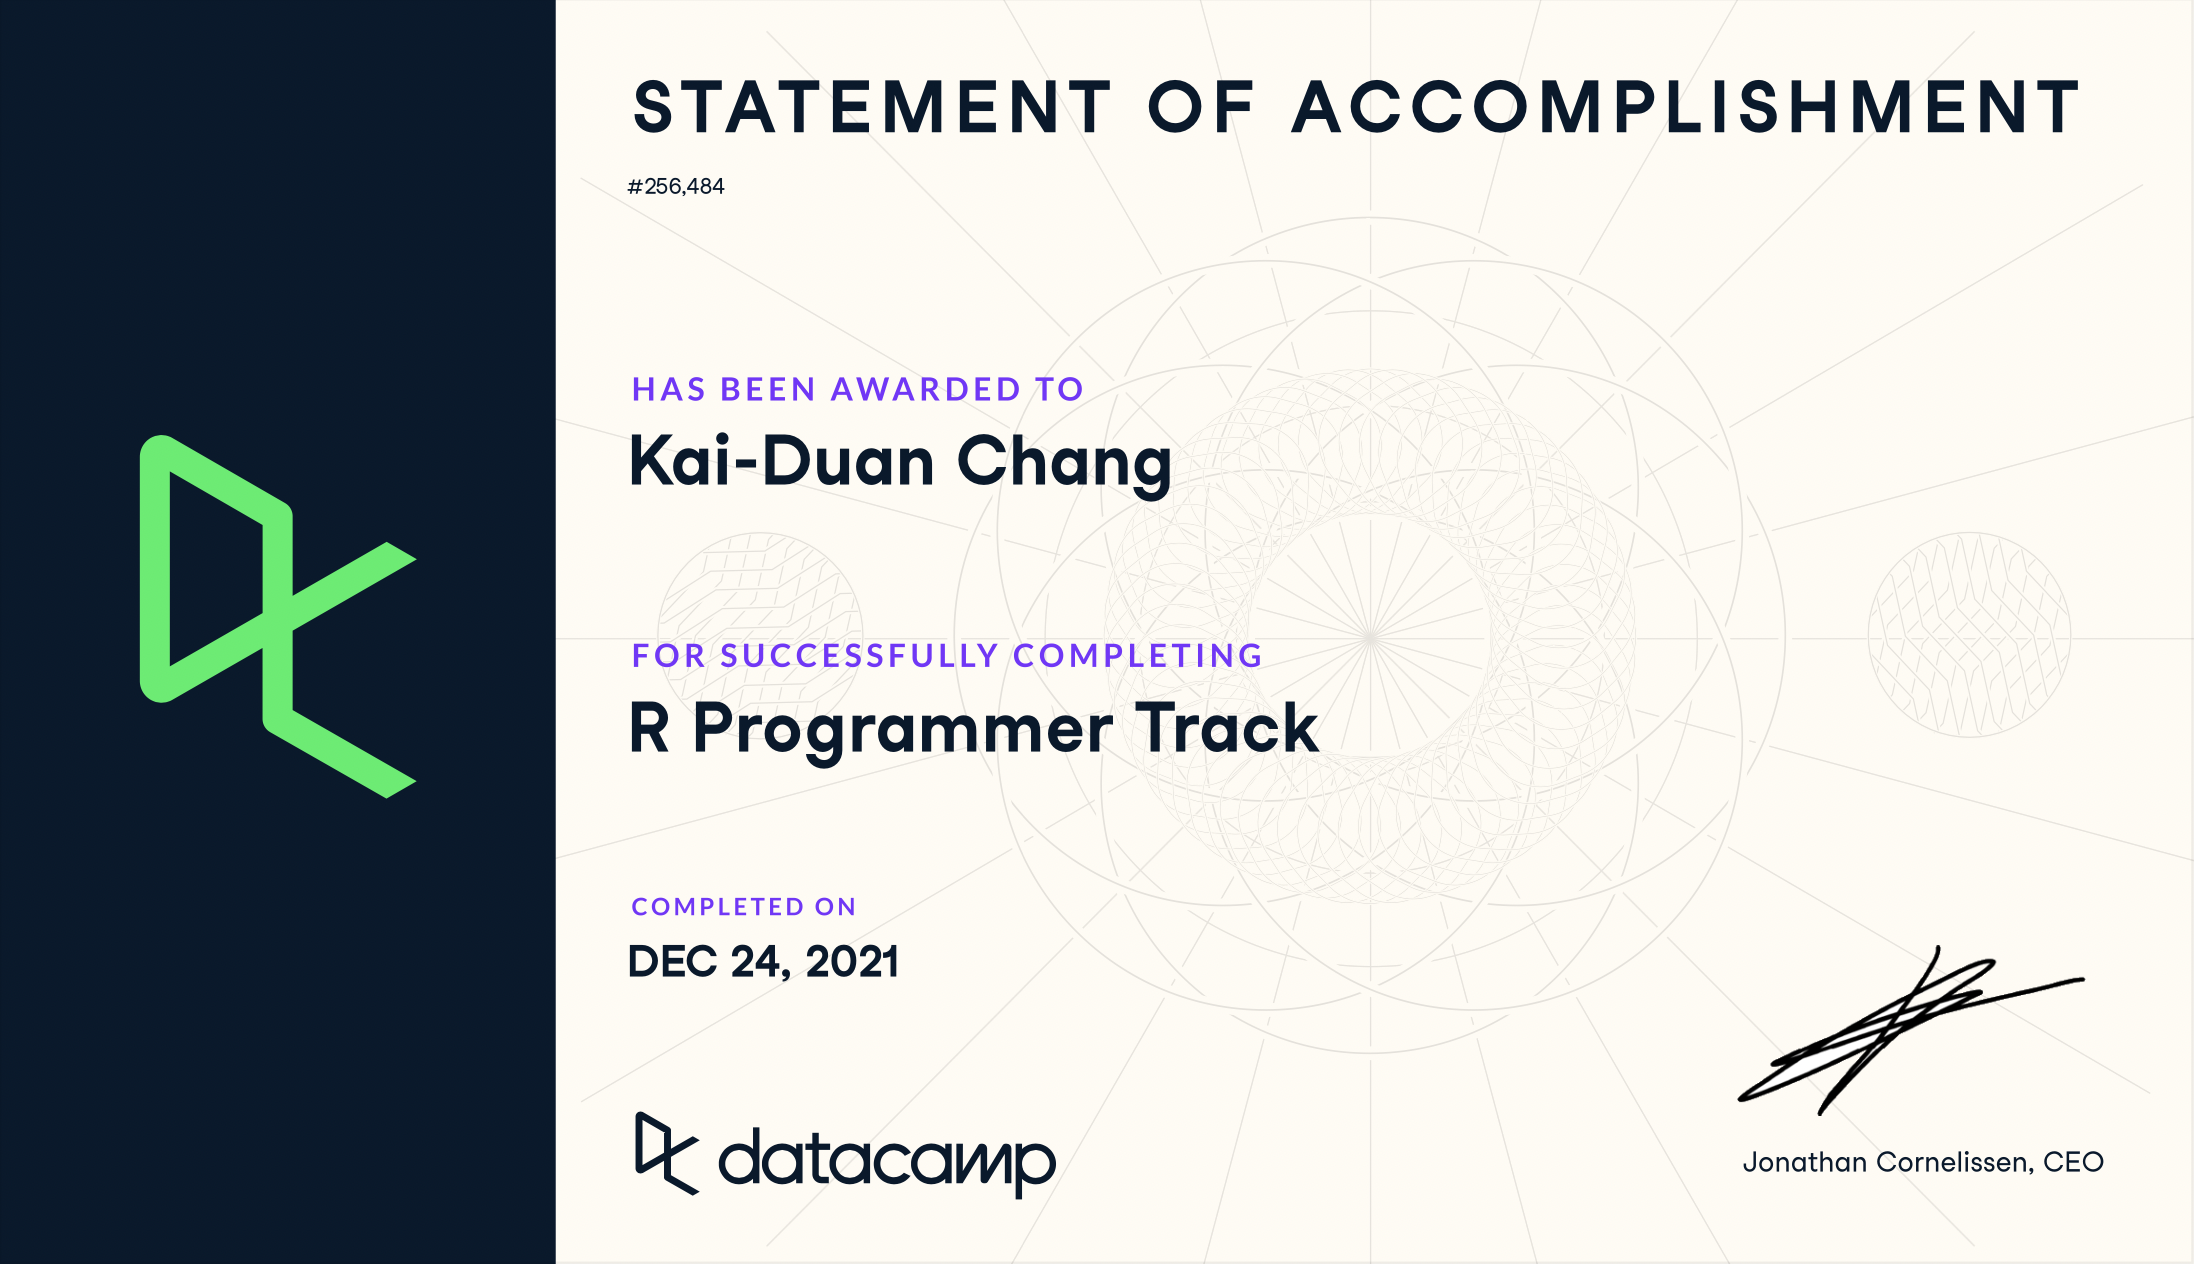 STATEMENT OF ACCOMPLISHMENT
#256,484
HAS BEEN AWARDED TO
Kai-Duan Chang
FOR SUCCESSFULLY COMPLETING
R Programmer Track
COMPLETED ON
DEC 24, 2021
datacamp
Jonathan Cornelissen, CEO